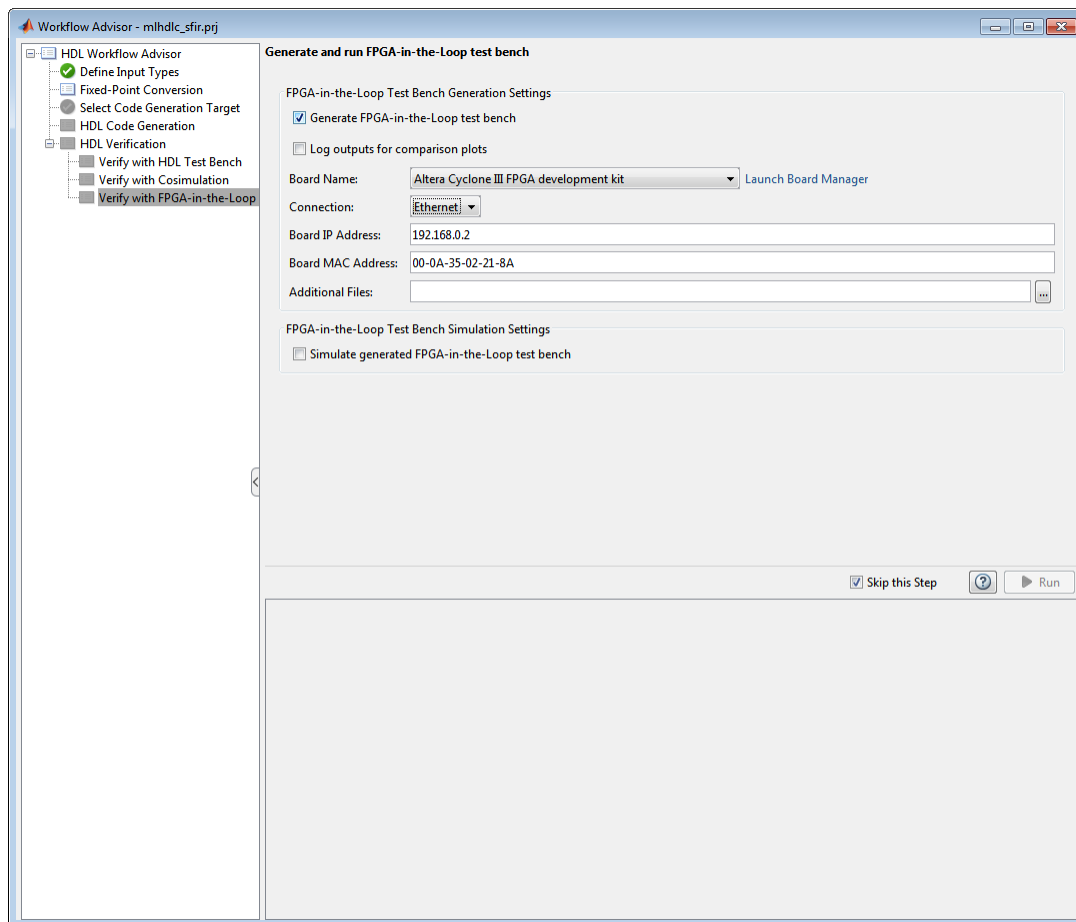 Workflow Advisor - mlhdlc_sfir.prj
HDL Workflow Advisor
Define Input Types
Fixed-Point Conversion
Select Code Generation Target
HDL Code Generation
HDL Verification
Verify with HDL Test Bench
Verify with Cosimulation
Verify with FPGA-in-the-Loop
Generate and run FPGA-in-the-Loop test bench
FPGA-in-the-Loop Test Bench Generation Settings
Generate FPGA-in-the-Loop test bench
Log outputs for comparison plots
Board Name: Altera Cyclone III FPGA development kit Launch Board Manager
Connection: Ethernet
Board IP Address: 192.168.0.2
Board MAC Address: 00-0A-35-02-21-8A
Additional Files: ...
FPGA-in-the-Loop Test Bench Simulation Settings
Simulate generated FPGA-in-the-Loop test bench
Skip this Step ? Run